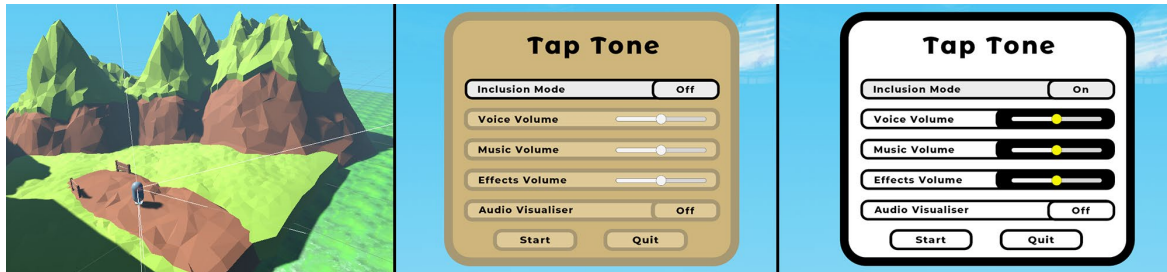 Tap Tone
Inclusion Mode Off
Voice Volume
Music Volume
Effects Volume
Audio Visualiser Off
Start Quit
Tap Tone
Inclusion Mode On
Voice Volume
Music Volume
Effects Volume
Audio Visualiser Off
Start Quit